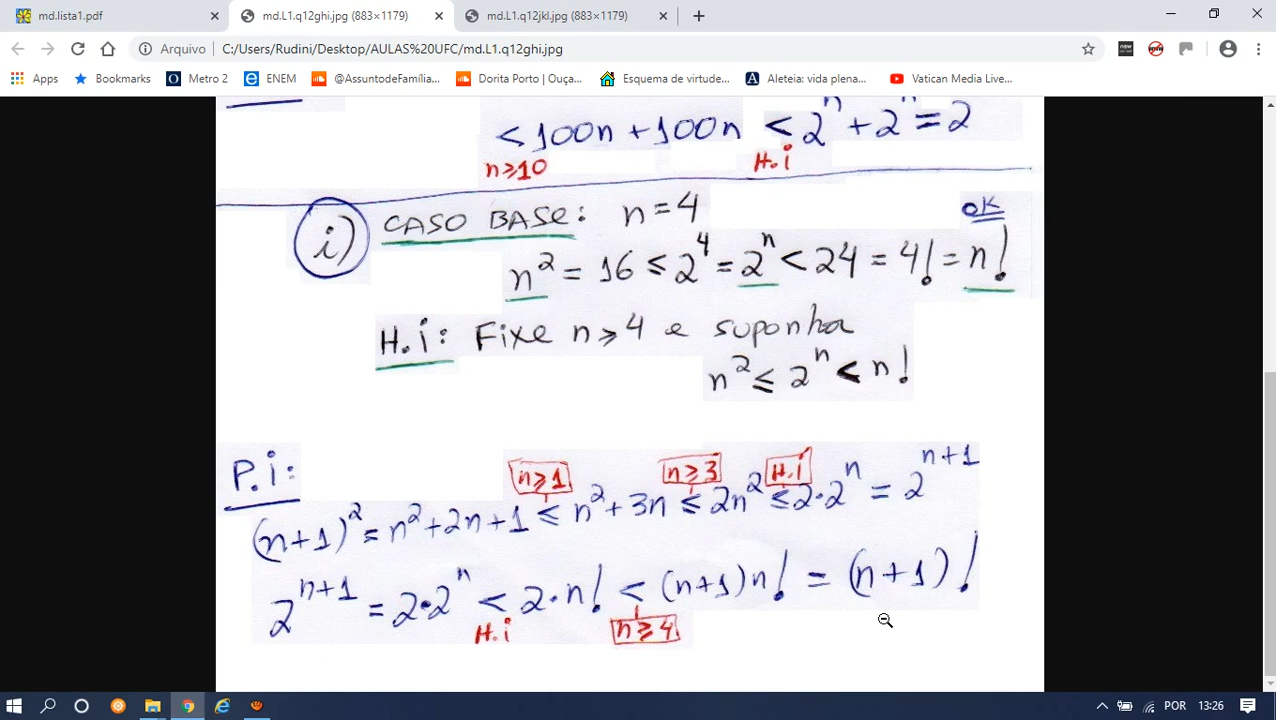 md.lista1.pdf
md.L1.q12ghi.jpg (883×1179)
md.L1.q12jkl.jpg (883×1179)
Arquivo | C:/Users/Rudini/Desktop/AULAS%20UFC/md.L1.q12ghi.jpg
Apps
Bookmarks
Metro 2
ENEM
@AssuntodeFamília...
Dorita Porto | Ouça...
Esquema de virtude...
Aleteia: vida plena...
Vatican Media Live...
< 100n + 100n < 2ⁿ + 2ⁿ = 2
n≥10 H.i
i) CASO BASE: n = 4 OK
n² = 16 ≤ 2⁴ = 2ⁿ < 24 = 4! = n!
H.i: Fixe n ≥ 4 e suponha
n² ≤ 2ⁿ < n!
P.i: n≥1 n≥3 H.i
(n+1)² = n² + 2n + 1 ≤ n² + 3n ≤ 2n² ≤ 2·2ⁿ = 2ⁿ⁺¹
2ⁿ⁺¹ = 2·2ⁿ < 2·n! < (n+1)n! = (n+1)!
H.i n≥4
POR 13:26